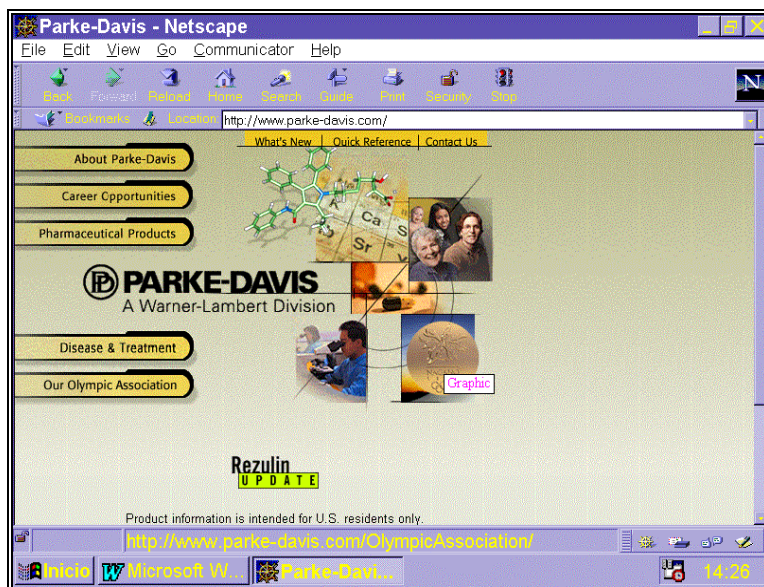 Parke-Davis - Netscape
File Edit View Go Communicator Help
Back Forward Reload Home Search Guide Print Security Stop
N
Bookmarks Location: http://www.parke-davis.com/
What's New Quick Reference Contact Us
About Parke-Davis
Career Opportunities
Pharmaceutical Products
Ca
Sr
PARKE-DAVIS
A Warner-Lambert Division
Disease & Treatment
Our Olympic Association
Graphic
Rezulin
UPDATE
Product information is intended for U.S. residents only.
http://www.parke-davis.com/OlympicAssociation/
Inicio Microsoft W... Parke-Davi... 14:26